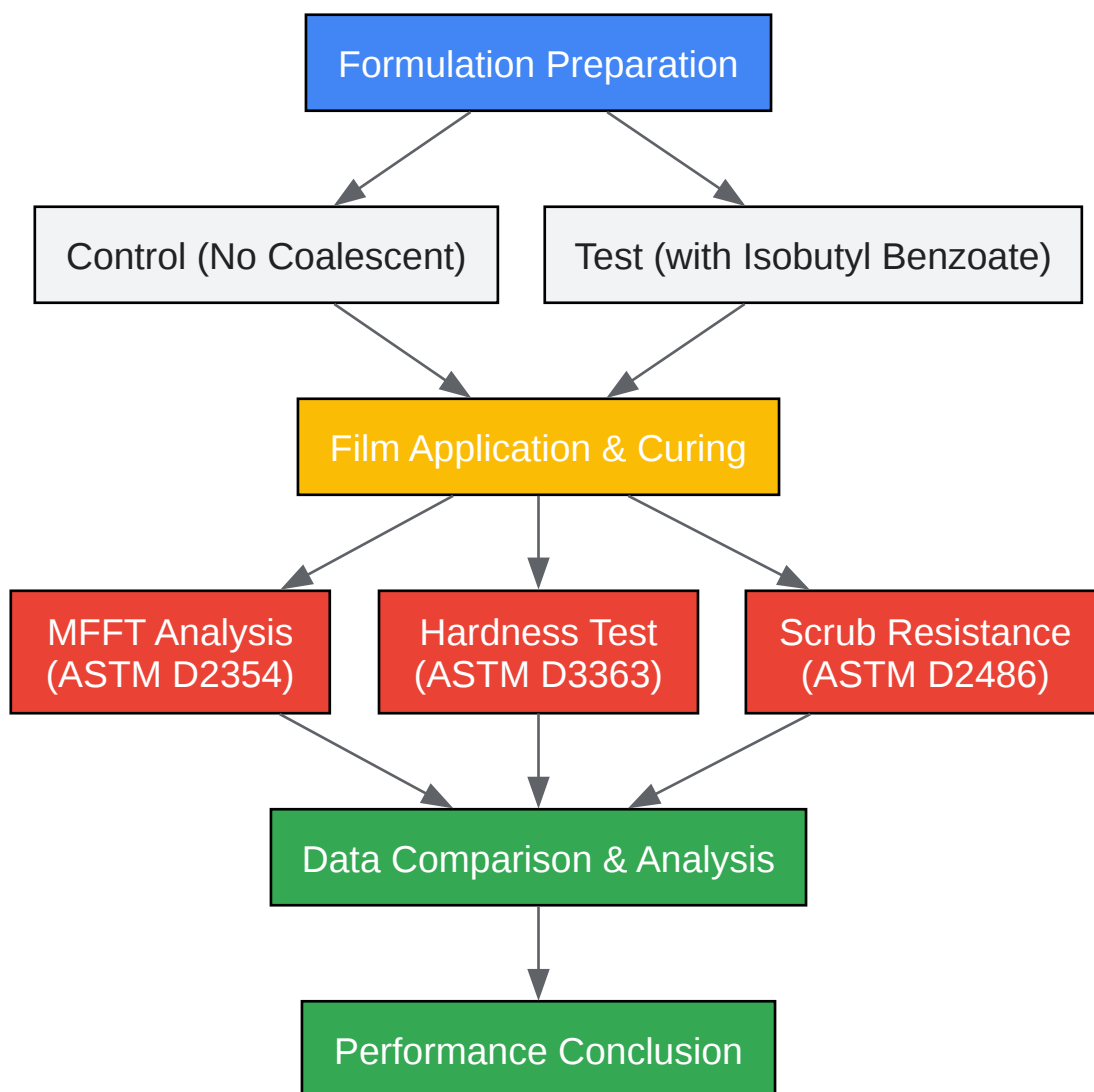 Formulation Preparation
Control (No Coalescent)
Test (with Isobutyl Benzoate)
Film Application & Curing
MFFT Analysis
(ASTM D2354)
Hardness Test
(ASTM D3363)
Scrub Resistance
(ASTM D2486)
Data Comparison & Analysis
Performance Conclusion